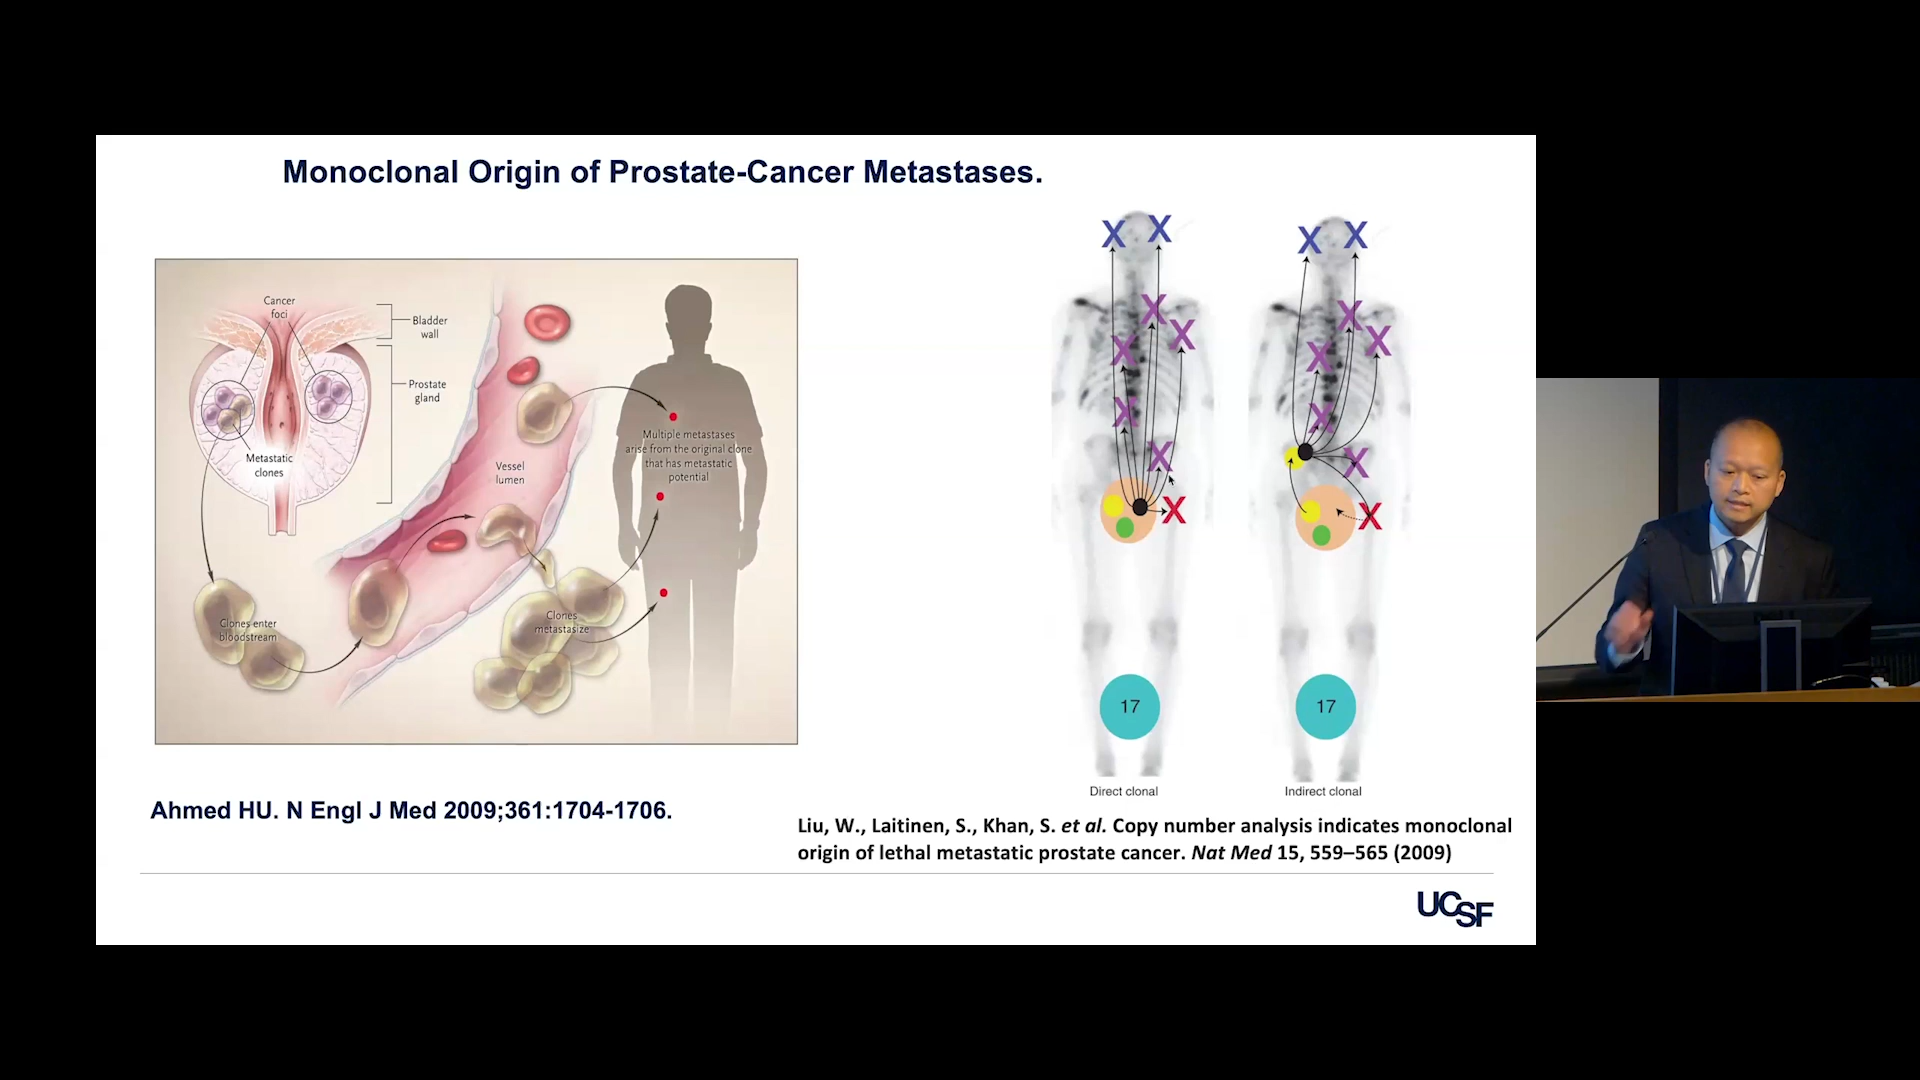 Monoclonal Origin of Prostate-Cancer Metastases.
Cancer
foci
Bladder
wall
Prostate
gland
Metastatic
clones
Vessel
lumen
Multiple metastases
arise from the original clone
that has metastatic
potential
Clones enter
bloodstream
Clones
metastasize
X X
X
X
X
X
X
X
17
Direct clonal
X X
X
X
X
X
X
X
17
Indirect clonal
Ahmed HU. N Engl J Med 2009;361:1704-1706.
Liu, W., Laitinen, S., Khan, S. et al. Copy number analysis indicates monoclonal
origin of lethal metastatic prostate cancer. Nat Med 15, 559–565 (2009)
UCSF